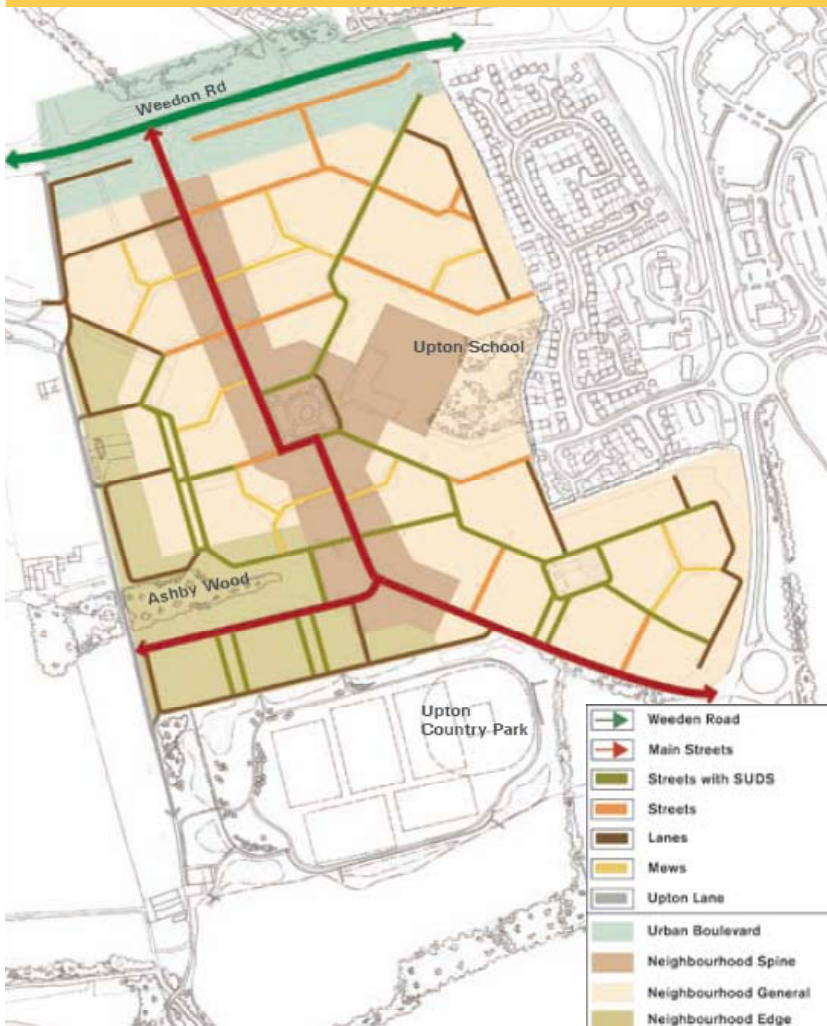 Weedon Rd
Upton School
Ashby Wood
Upton
Country Park
Weeden Road
Main Streets
Streets with SUDS
Streets
Lanes
Mews
Upton Lane
Urban Boulevard
Neighbourhood Spine
Neighbourhood General
Neighbourhood Edge